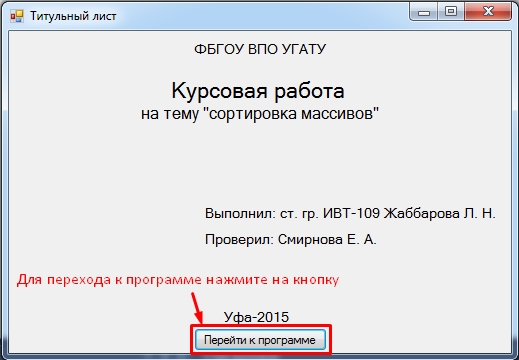 Титульный лист
ФБГОУ ВПО УГАТУ
Курсовая работа
на тему "сортировка массивов"
Выполнил: ст. гр. ИВТ-109 Жаббарова Л. Н.
Проверил: Смирнова Е. А.
Для перехода к программе нажмите на кнопку
Уфа-2015
Перейти к программе